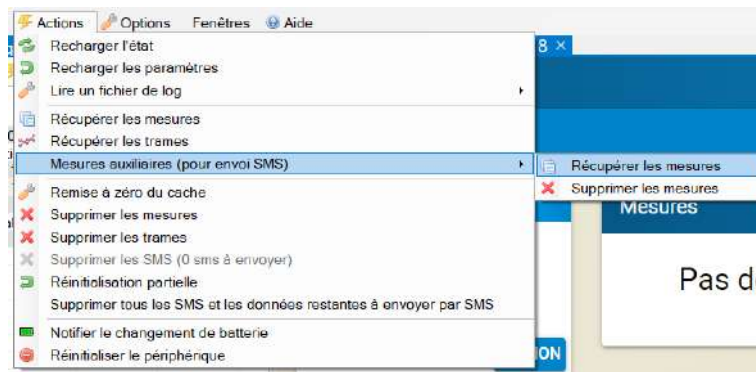 Actions Options Fenêtres Aide
Recharger l'état
8 ×
Recharger les paramètres
Lire un fichier de log
Récupérer les mesures
Récupérer les trames
Mesures auxiliaires (pour envoi SMS)
Récupérer les mesures
Remise à zéro du cache
Supprimer les mesures
Supprimer les mesures
Mesures
Supprimer les trames
Supprimer les SMS (0 sms à envoyer)
Réinitialisation partielle
Pas d
Supprimer tous les SMS et les données restantes à envoyer par SMS
Notifier le changement de batterie
Réinitialiser le périphérique
ION